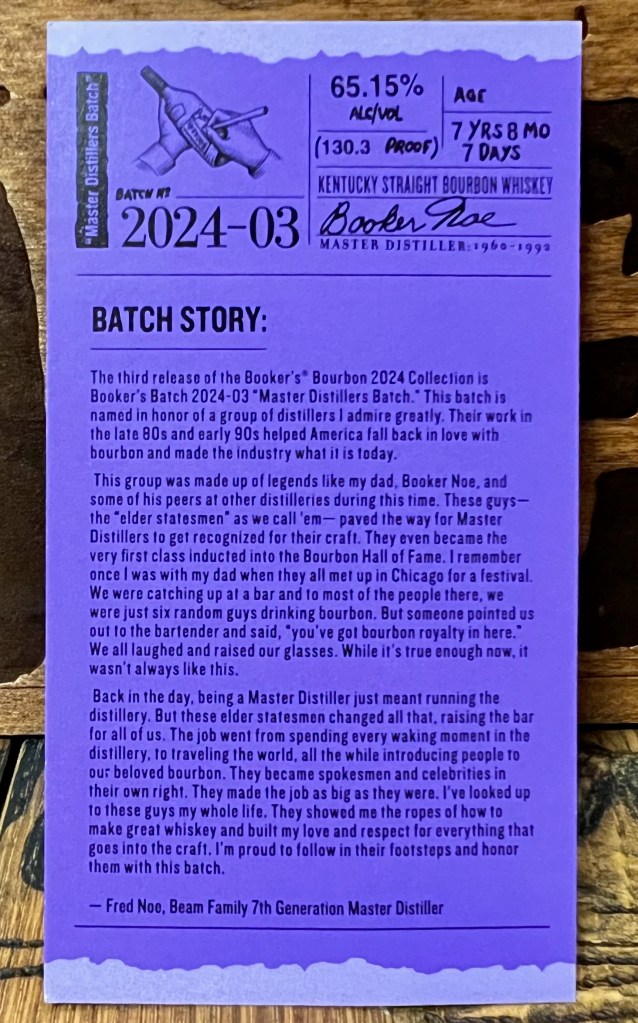 "Master Distillers Batch"
BATCH Nº
2024-03
65.15%
ALC/VOL
(130.3 PROOF)
AGE
7 YRS 8 MO
7 DAYS
KENTUCKY STRAIGHT BOURBON WHISKEY
Booker Noe
MASTER DISTILLER: 1960-1992
BATCH STORY:
The third release of the Booker's® Bourbon 2024 Collection is
Booker's Batch 2024-03 "Master Distillers Batch." This batch is
named in honor of a group of distillers I admire greatly. Their work in
the late 80s and early 90s helped America fall back in love with
bourbon and made the industry what it is today.
This group was made up of legends like my dad, Booker Noe, and
some of his peers at other distilleries during this time. These guys—
the "elder statesmen" as we call 'em— paved the way for Master
Distillers to get recognized for their craft. They even became the
very first class inducted into the Bourbon Hall of Fame. I remember
once I was with my dad when they all met up in Chicago for a festival.
We were catching up at a bar and to most of the people there, we
were just six random guys drinking bourbon. But someone pointed us
out to the bartender and said, "you've got bourbon royalty in here."
We all laughed and raised our glasses. While it's true enough now, it
wasn't always like this.
Back in the day, being a Master Distiller just meant running the
distillery. But these elder statesmen changed all that, raising the bar
for all of us. The job went from spending every waking moment in the
distillery, to traveling the world, all the while introducing people to
our beloved bourbon. They became spokesmen and celebrities in
their own right. They made the job as big as they were. I've looked up
to these guys my whole life. They showed me the ropes of how to
make great whiskey and built my love and respect for everything that
goes into the craft. I'm proud to follow in their footsteps and honor
them with this batch.
— Fred Noe, Beam Family 7th Generation Master Distiller